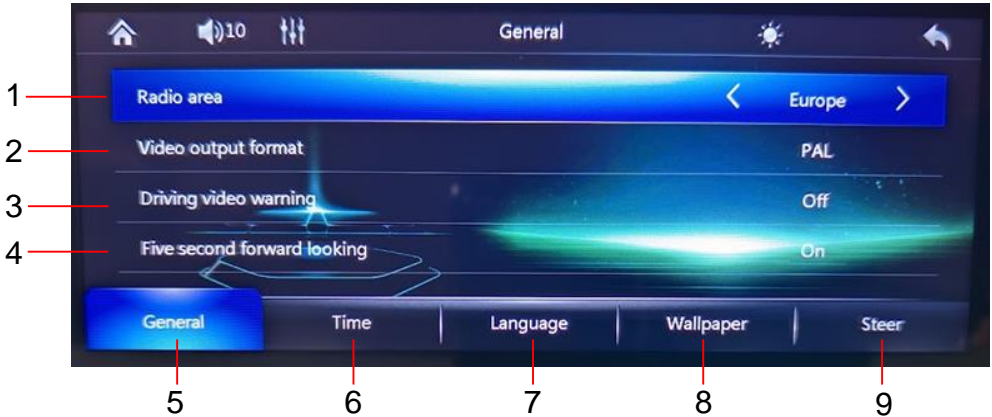 10 General
1 Radio area Europe
2 Video output format PAL
3 Driving video warning Off
4 Five second forward looking On
General Time Language Wallpaper Steer
5 6 7 8 9